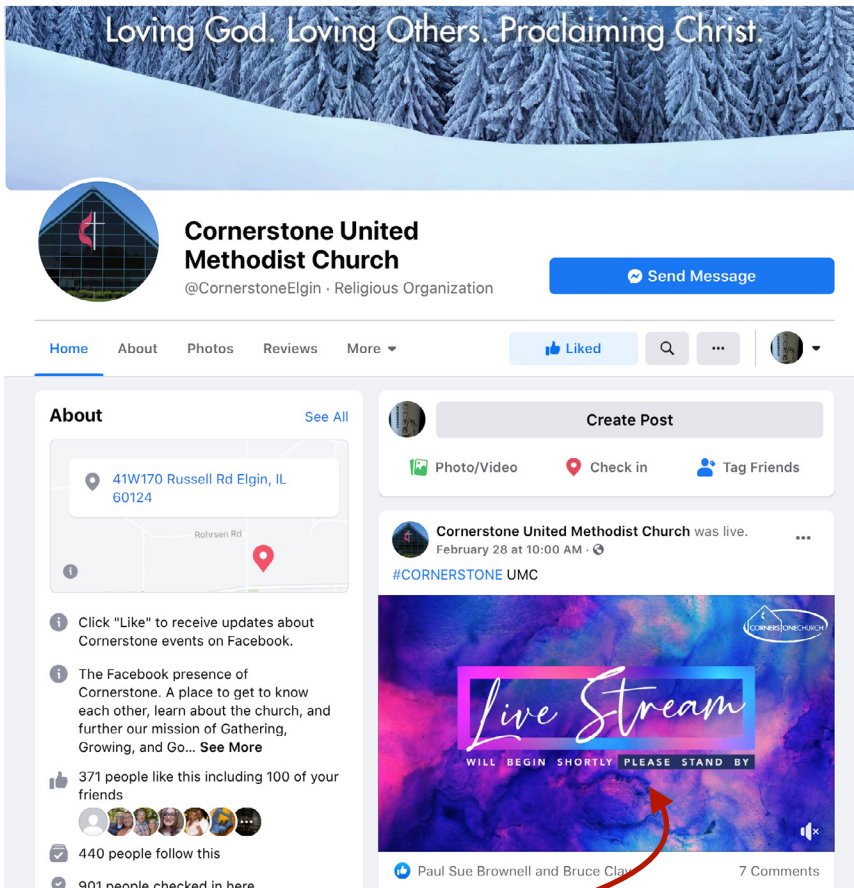 Loving God. Loving Others. Proclaiming Christ.
Cornerstone United
Methodist Church
@CornerstoneElgin · Religious Organization
Send Message
Home
About
Photos
Reviews
More
Liked
About
See All
41W170 Russell Rd Elgin, IL
60124
Rohrsen Rd
Click "Like" to receive updates about
Cornerstone events on Facebook.
The Facebook presence of
Cornerstone. A place to get to know
each other, learn about the church, and
further our mission of Gathering,
Growing, and Go... See More
371 people like this including 100 of your
friends
440 people follow this
901 people checked in here
Create Post
Photo/Video
Check in
Tag Friends
Cornerstone United Methodist Church was live.
February 28 at 10:00 AM ·
#CORNERSTONE UMC
CORNERSTONECHURCH
Live Stream
WILL BEGIN SHORTLY PLEASE STAND BY
Paul Sue Brownell and Bruce Clay
7 Comments